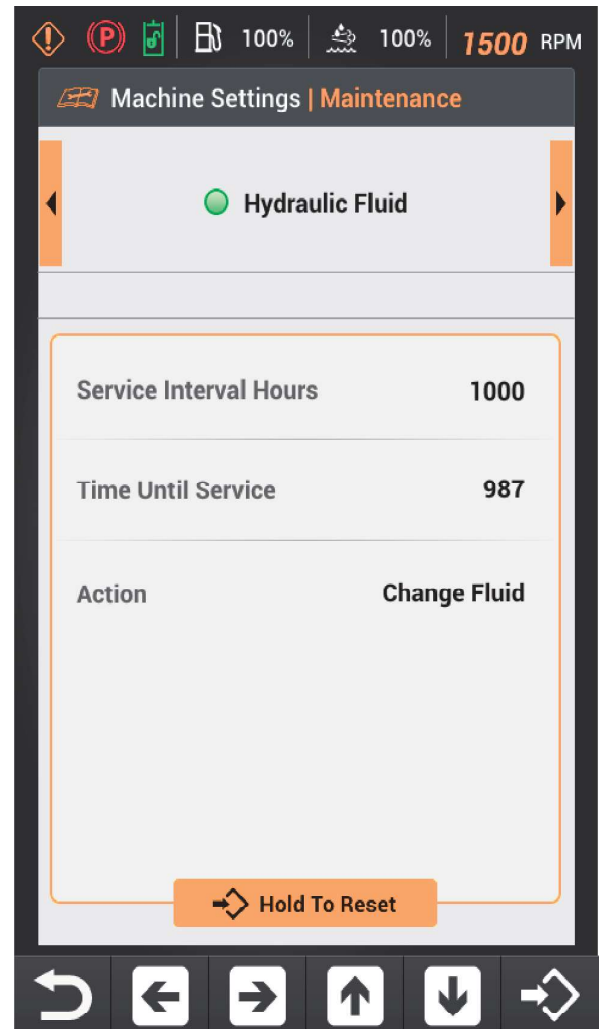 (P) 100% 100% 1500 RPM
Machine Settings | Maintenance
Hydraulic Fluid
Service Interval Hours 1000
Time Until Service 987
Action Change Fluid
Hold To Reset